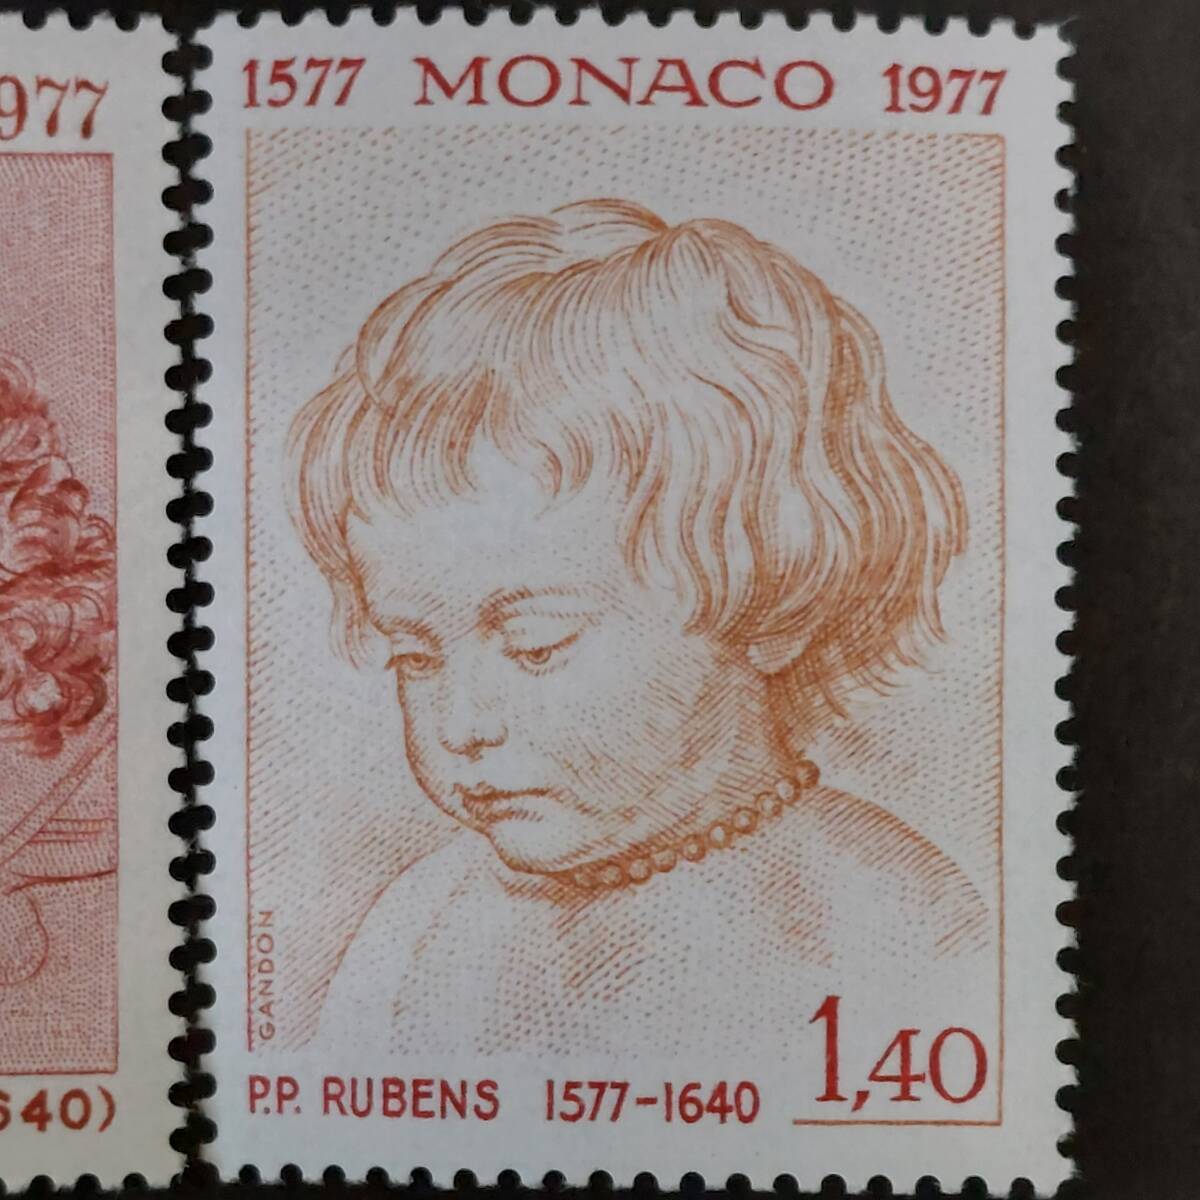 977
640)
1577 MONACO 1977
GANDON
1,40
P.P. RUBENS 1577-1640